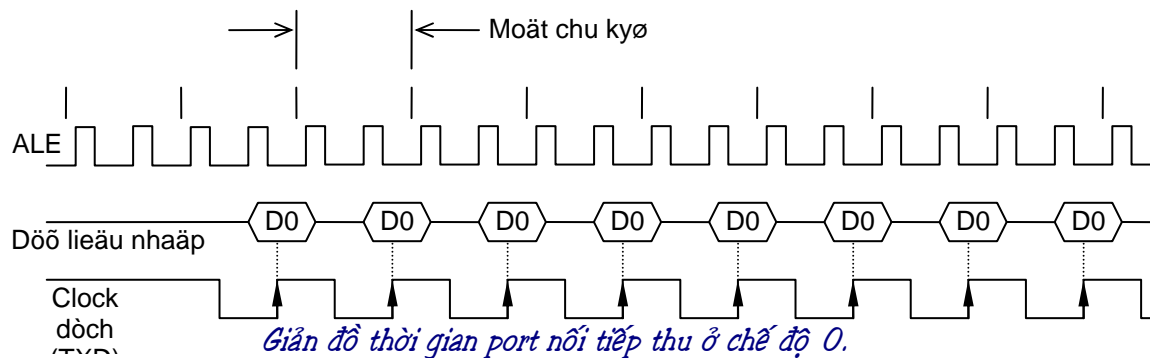 Moät chu kyø
ALE
D0 D0 D0 D0 D0 D0 D0 D0
Döõ lieäu nhaäp
Clock
dòch
(TXD)
Giản đồ thời gian port nối tiếp thu ở chế độ 0.